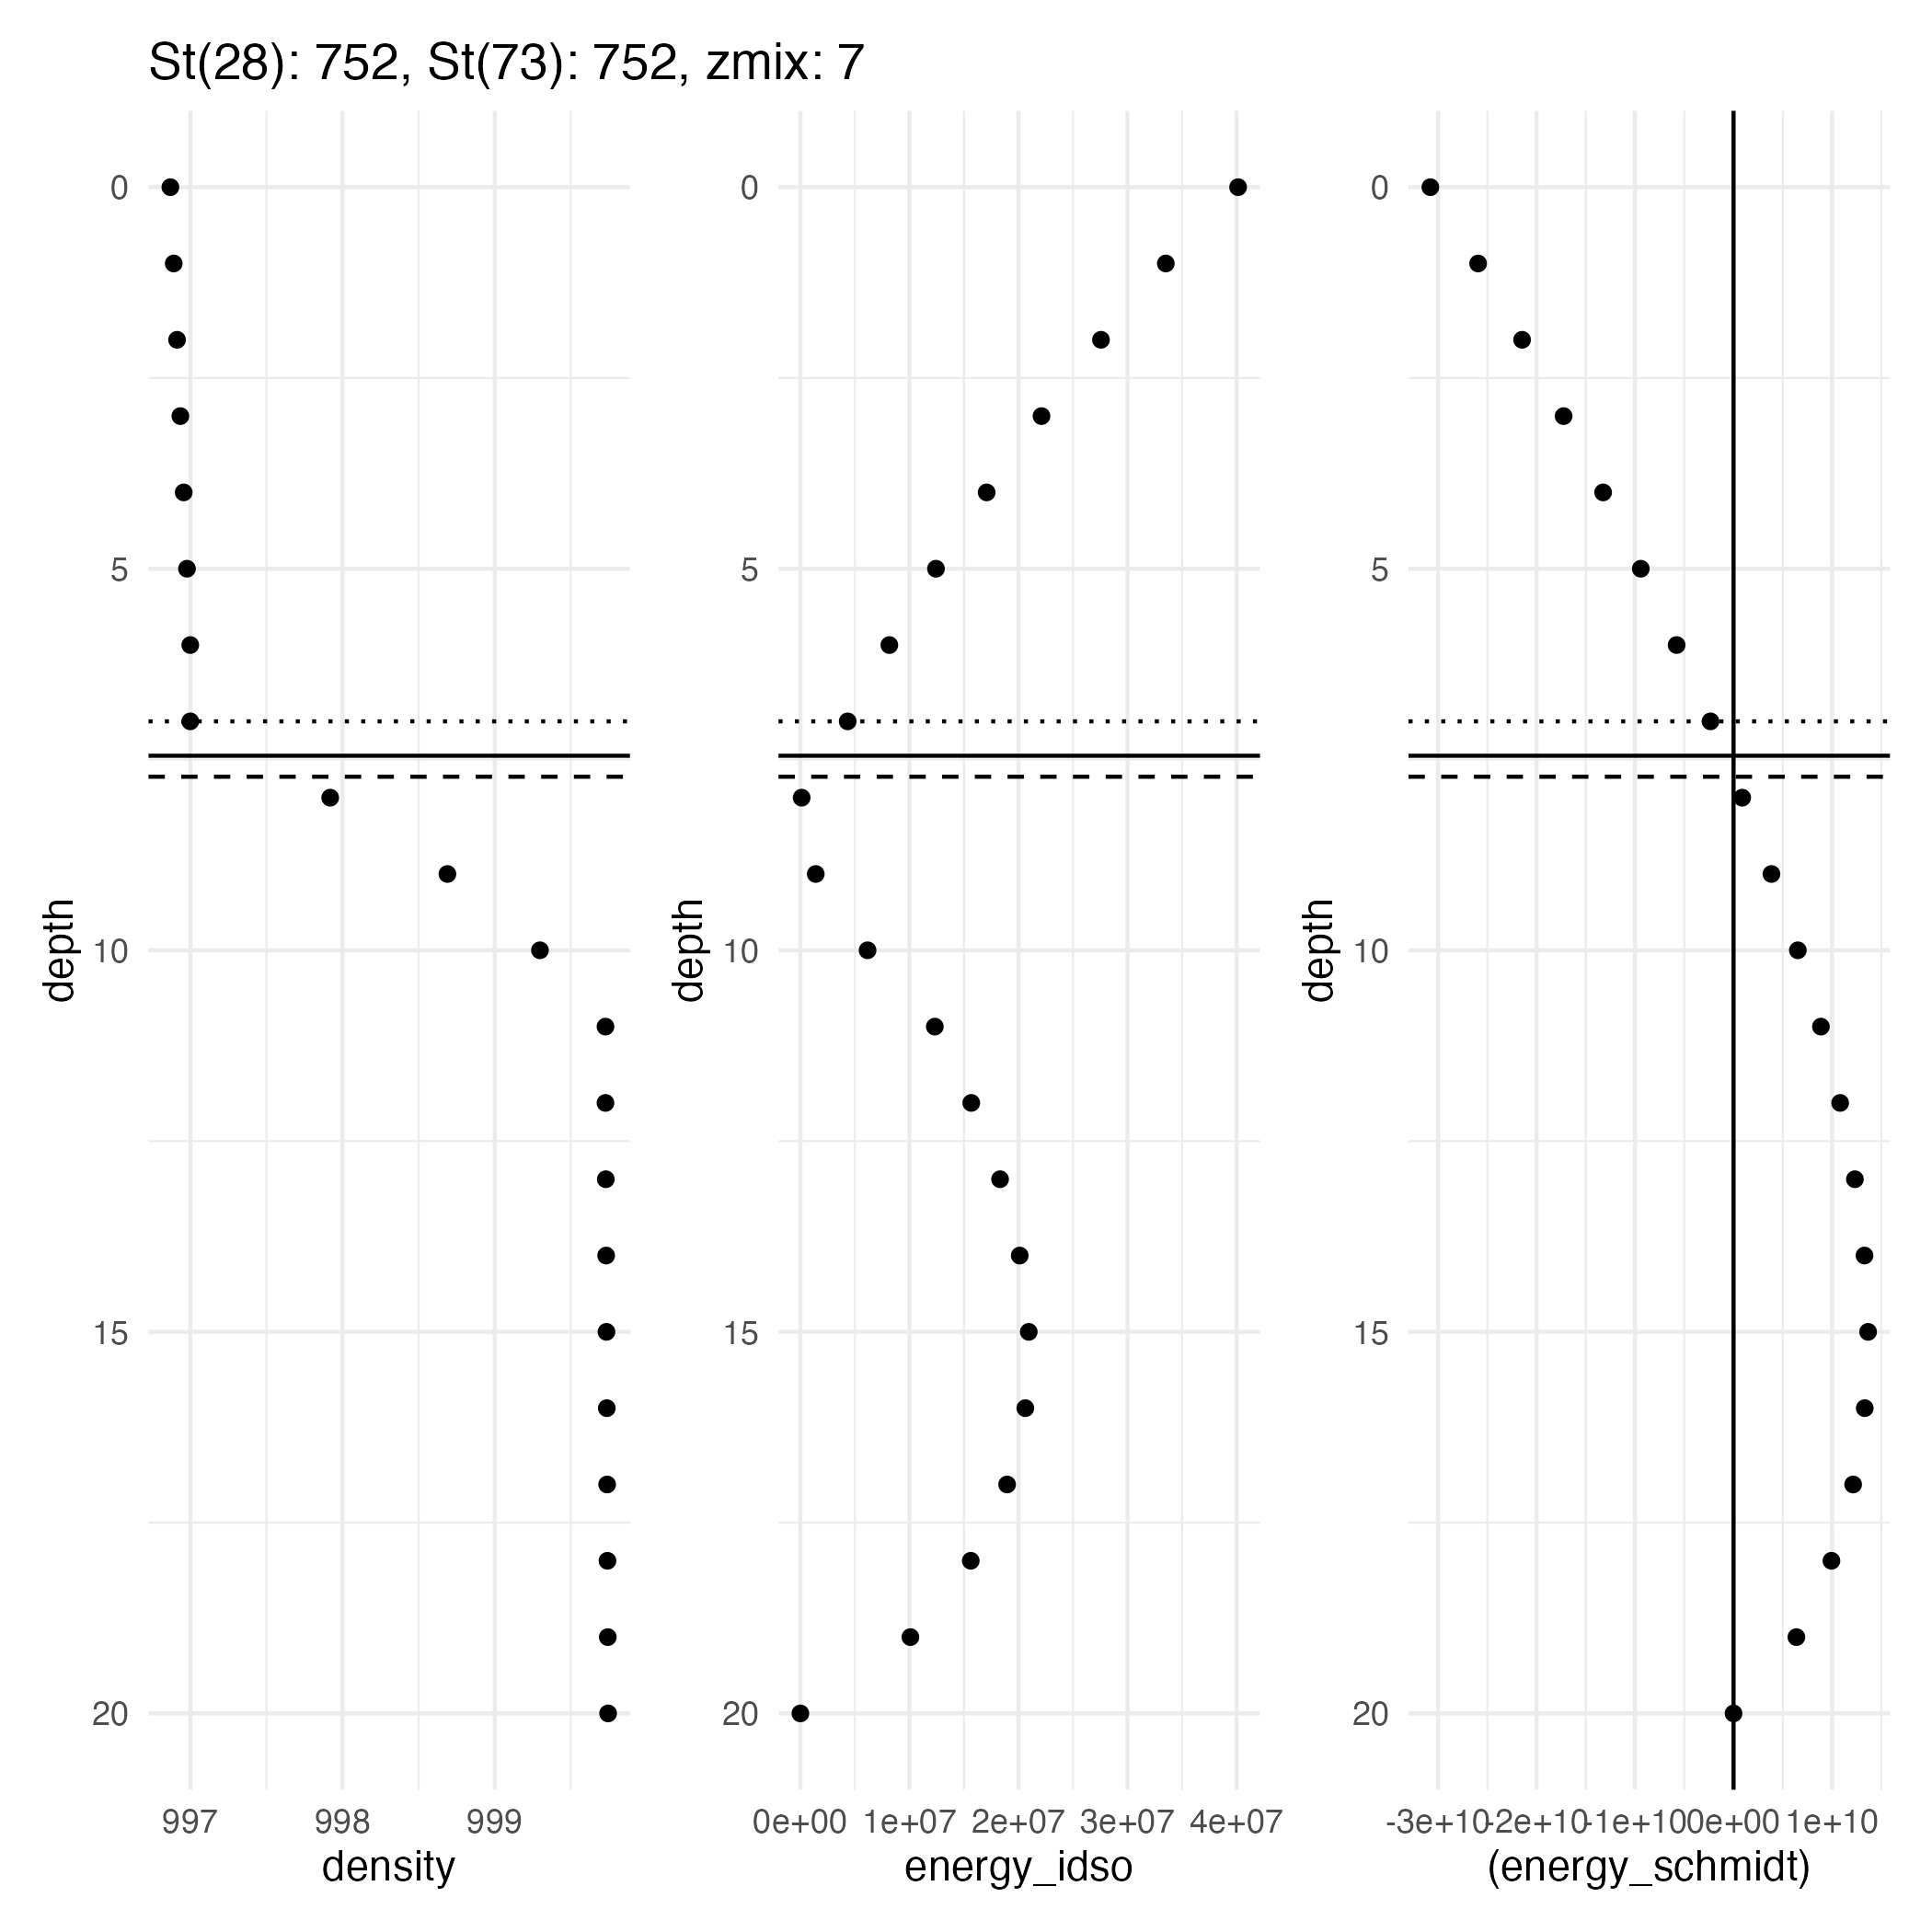 St(28): 752, St(73): 752, zmix: 7
0
5
10
15
20
depth
997 998 999
density
0
5
10
15
20
depth
0e+00 1e+07 2e+07 3e+07 4e+07
energy_idso
0
5
10
15
20
depth
-3e+10 -2e+10 -1e+10 0e+00 1e+10
(energy_schmidt)